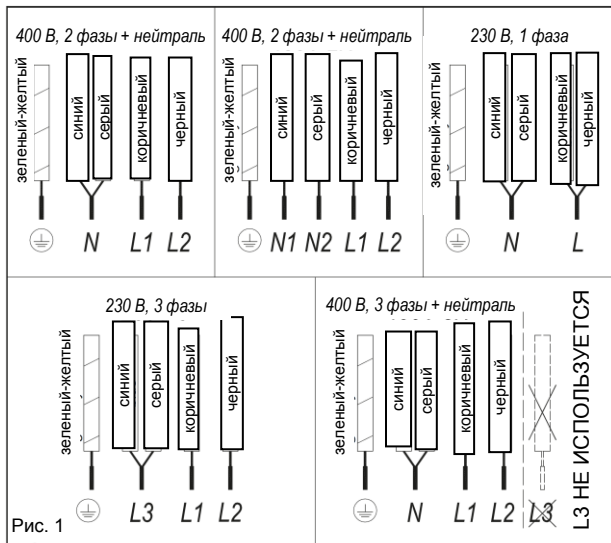 400 В, 2 фазы + нейтраль
зеленый-желтый
синий
серый
коричневый
черный
N L1 L2
400 В, 2 фазы + нейтраль
зеленый-желтый
синий
серый
коричневый
черный
N1 N2 L1 L2
230 В, 1 фаза
зеленый-желтый
синий
серый
коричневый
черный
N L
230 В, 3 фазы
зеленый-желтый
синий
серый
коричневый
черный
L3 L1 L2
400 В, 3 фазы + нейтраль
зеленый-желтый
синий
серый
коричневый
черный
N L1 L2 L3
L3 НЕ ИСПОЛЬЗУЕТСЯ
Рис. 1